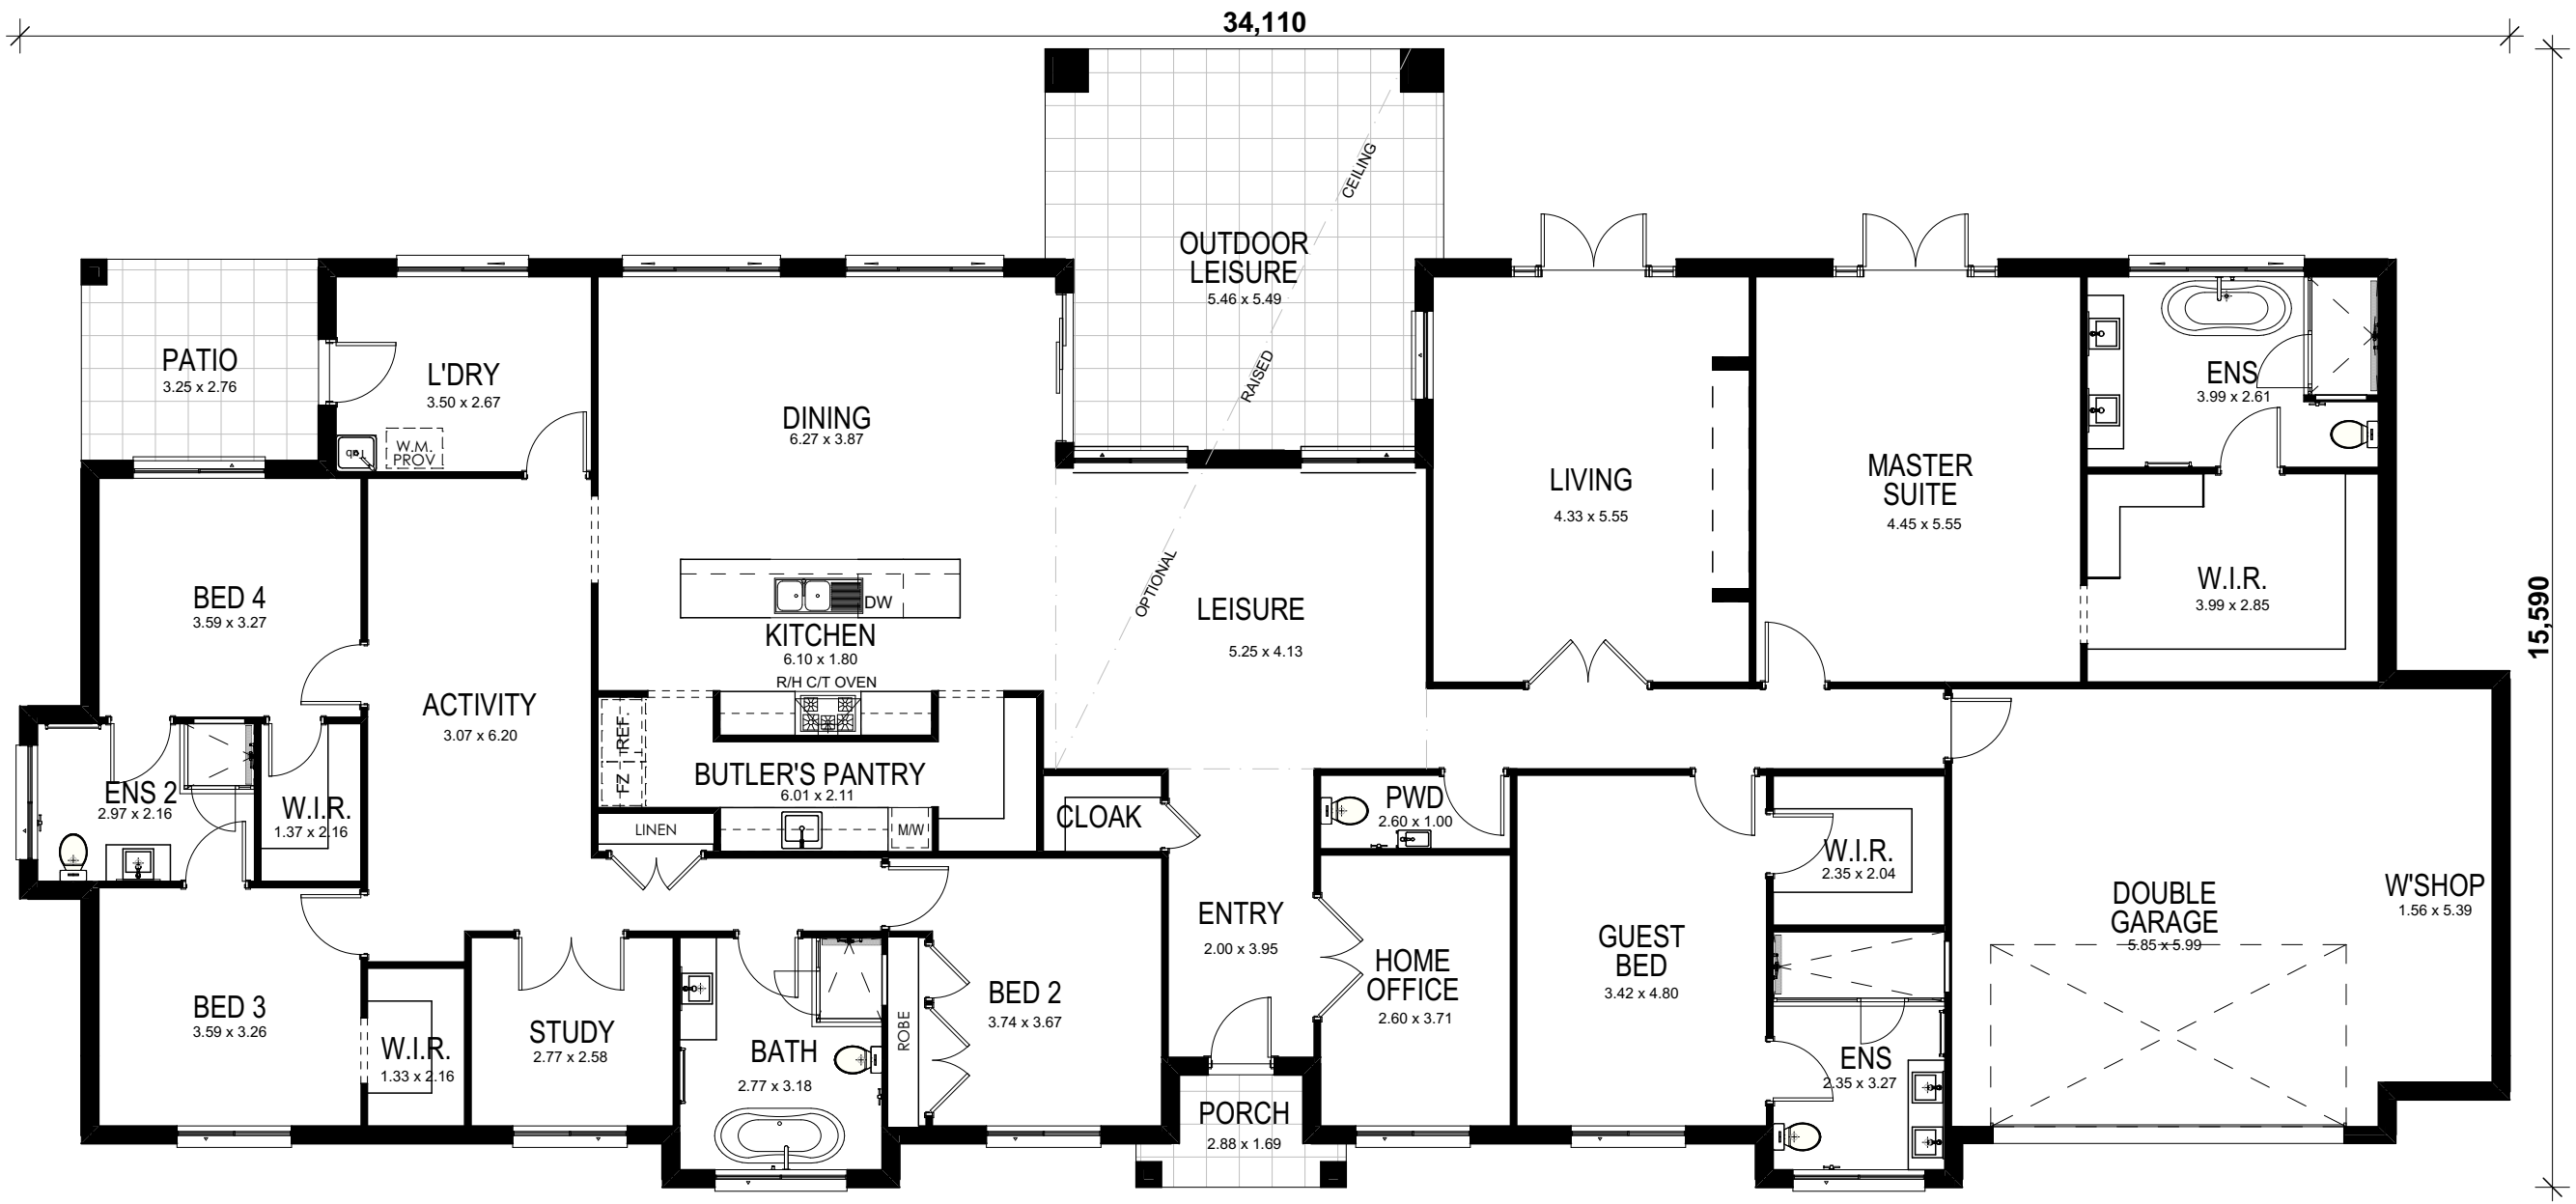 34,110
15,590
CEILING
RAISED
OPTIONAL
OUTDOOR
LEISURE
5.46 x 5.49
PATIO
3.25 x 2.76
L'DRY
3.50 x 2.67
W.M.
PROV
DINING
6.27 x 3.87
LIVING
4.33 x 5.55
MASTER
SUITE
4.45 x 5.55
ENS
3.99 x 2.61
W.I.R.
3.99 x 2.85
BED 4
3.59 x 3.27
ACTIVITY
3.07 x 6.20
DW
KITCHEN
6.10 x 1.80
R/H C/T OVEN
LEISURE
5.25 x 4.13
REF.
FZ
BUTLER'S PANTRY
6.01 x 2.11
LINEN
M/W
CLOAK
ENS 2
2.97 x 2.16
W.I.R.
1.37 x 2.16
PWD
2.60 x 1.00
W.I.R.
2.35 x 2.04
DOUBLE
GARAGE
5.85 x 5.99
W'SHOP
1.56 x 5.39
ENTRY
2.00 x 3.95
HOME
OFFICE
2.60 x 3.71
GUEST
BED
3.42 x 4.80
BED 3
3.59 x 3.26
W.I.R.
1.33 x 2.16
STUDY
2.77 x 2.58
BATH
2.77 x 3.18
ROBE
BED 2
3.74 x 3.67
PORCH
2.88 x 1.69
ENS
2.35 x 3.27